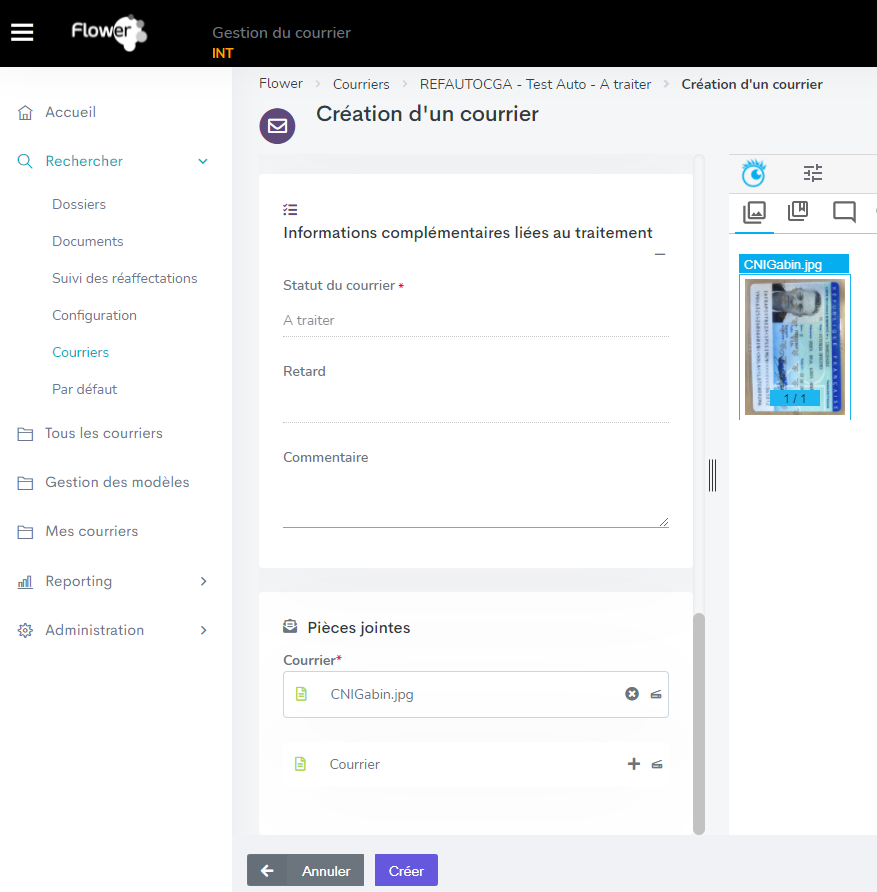 Flower
Gestion du courrier
INT
Accueil
Rechercher
Dossiers
Documents
Suivi des réaffectations
Configuration
Courriers
Par défaut
Tous les courriers
Gestion des modèles
Mes courriers
Reporting
Administration
Flower > Courriers > REFAUTOCGA - Test Auto - A traiter > Création d'un courrier
Création d'un courrier
Informations complémentaires liées au traitement
Statut du courrier *
A traiter
Retard
Commentaire
Pièces jointes
Courrier*
CNIGabin.jpg
Courrier
Annuler
Créer
CNIGabin.jpg
RÉPUBLIQUE FRANÇAISE
1 / 1